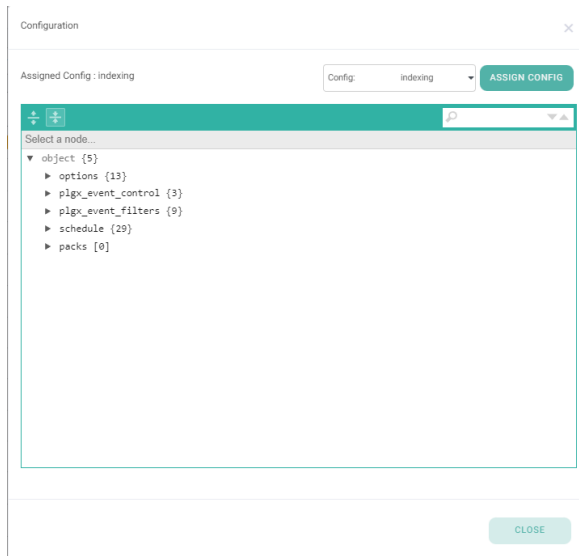 Configuration
Assigned Config : indexing
Config: indexing
ASSIGN CONFIG
Select a node...
object {5}
options {13}
plgx_event_control {3}
plgx_event_filters {9}
schedule {29}
packs [0]
CLOSE